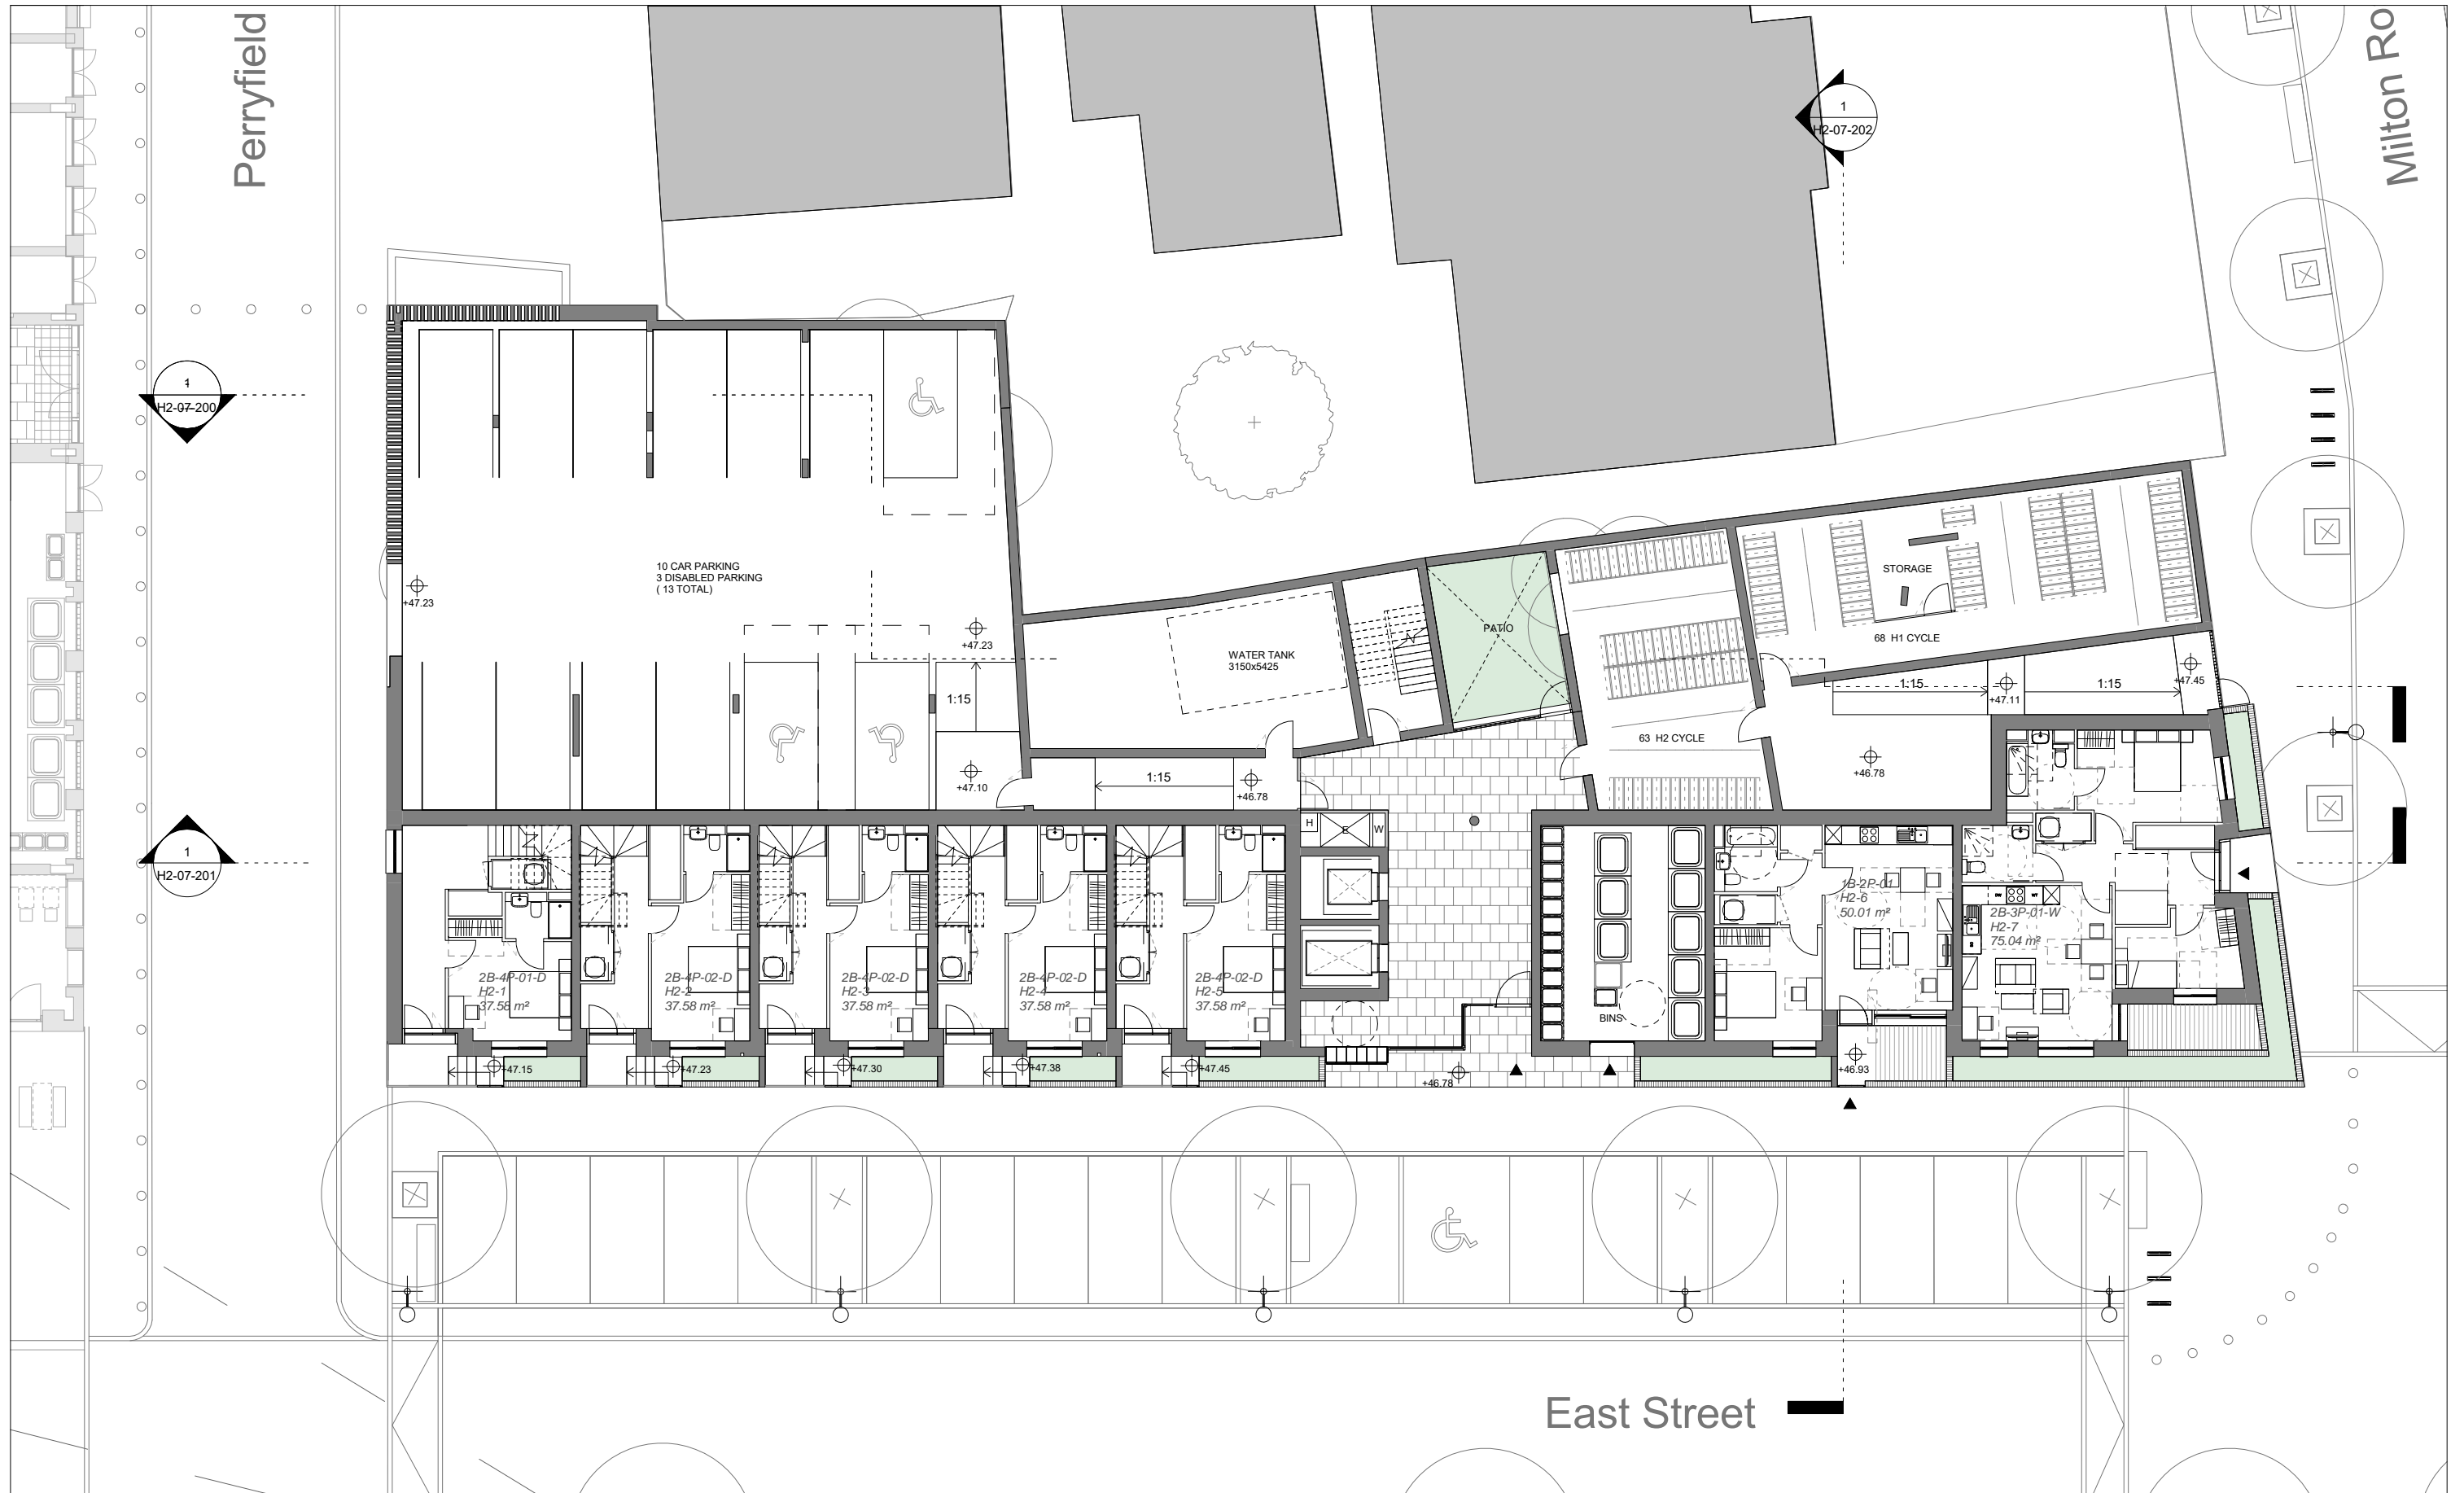 Perryfield
Milton Ro
1
H2-07-202
1
H2-07-200
10 CAR PARKING
3 DISABLED PARKING
( 13 TOTAL)
+47.23
+47.23
1:15
+47.10
1:15
+46.78
WATER TANK
3150x5425
PATIO
STORAGE
68 H1 CYCLE
63 H2 CYCLE
1:15
+47.11
1:15
+47.45
+46.78
1
H2-07-201
H
E
W
2B-4P-01-D
H2-1
37.58 m²
2B-4P-02-D
H2-2
37.58 m²
2B-4P-02-D
H2-3
37.58 m²
2B-4P-02-D
H2-4
37.58 m²
2B-4P-02-D
H2-5
37.58 m²
BINS
1B-2P-01
H2-6
50.01 m²
2B-3P-01-W
H2-7
75.04 m²
+47.15
+47.23
+47.30
+47.38
+47.45
+46.78
+46.93
East Street